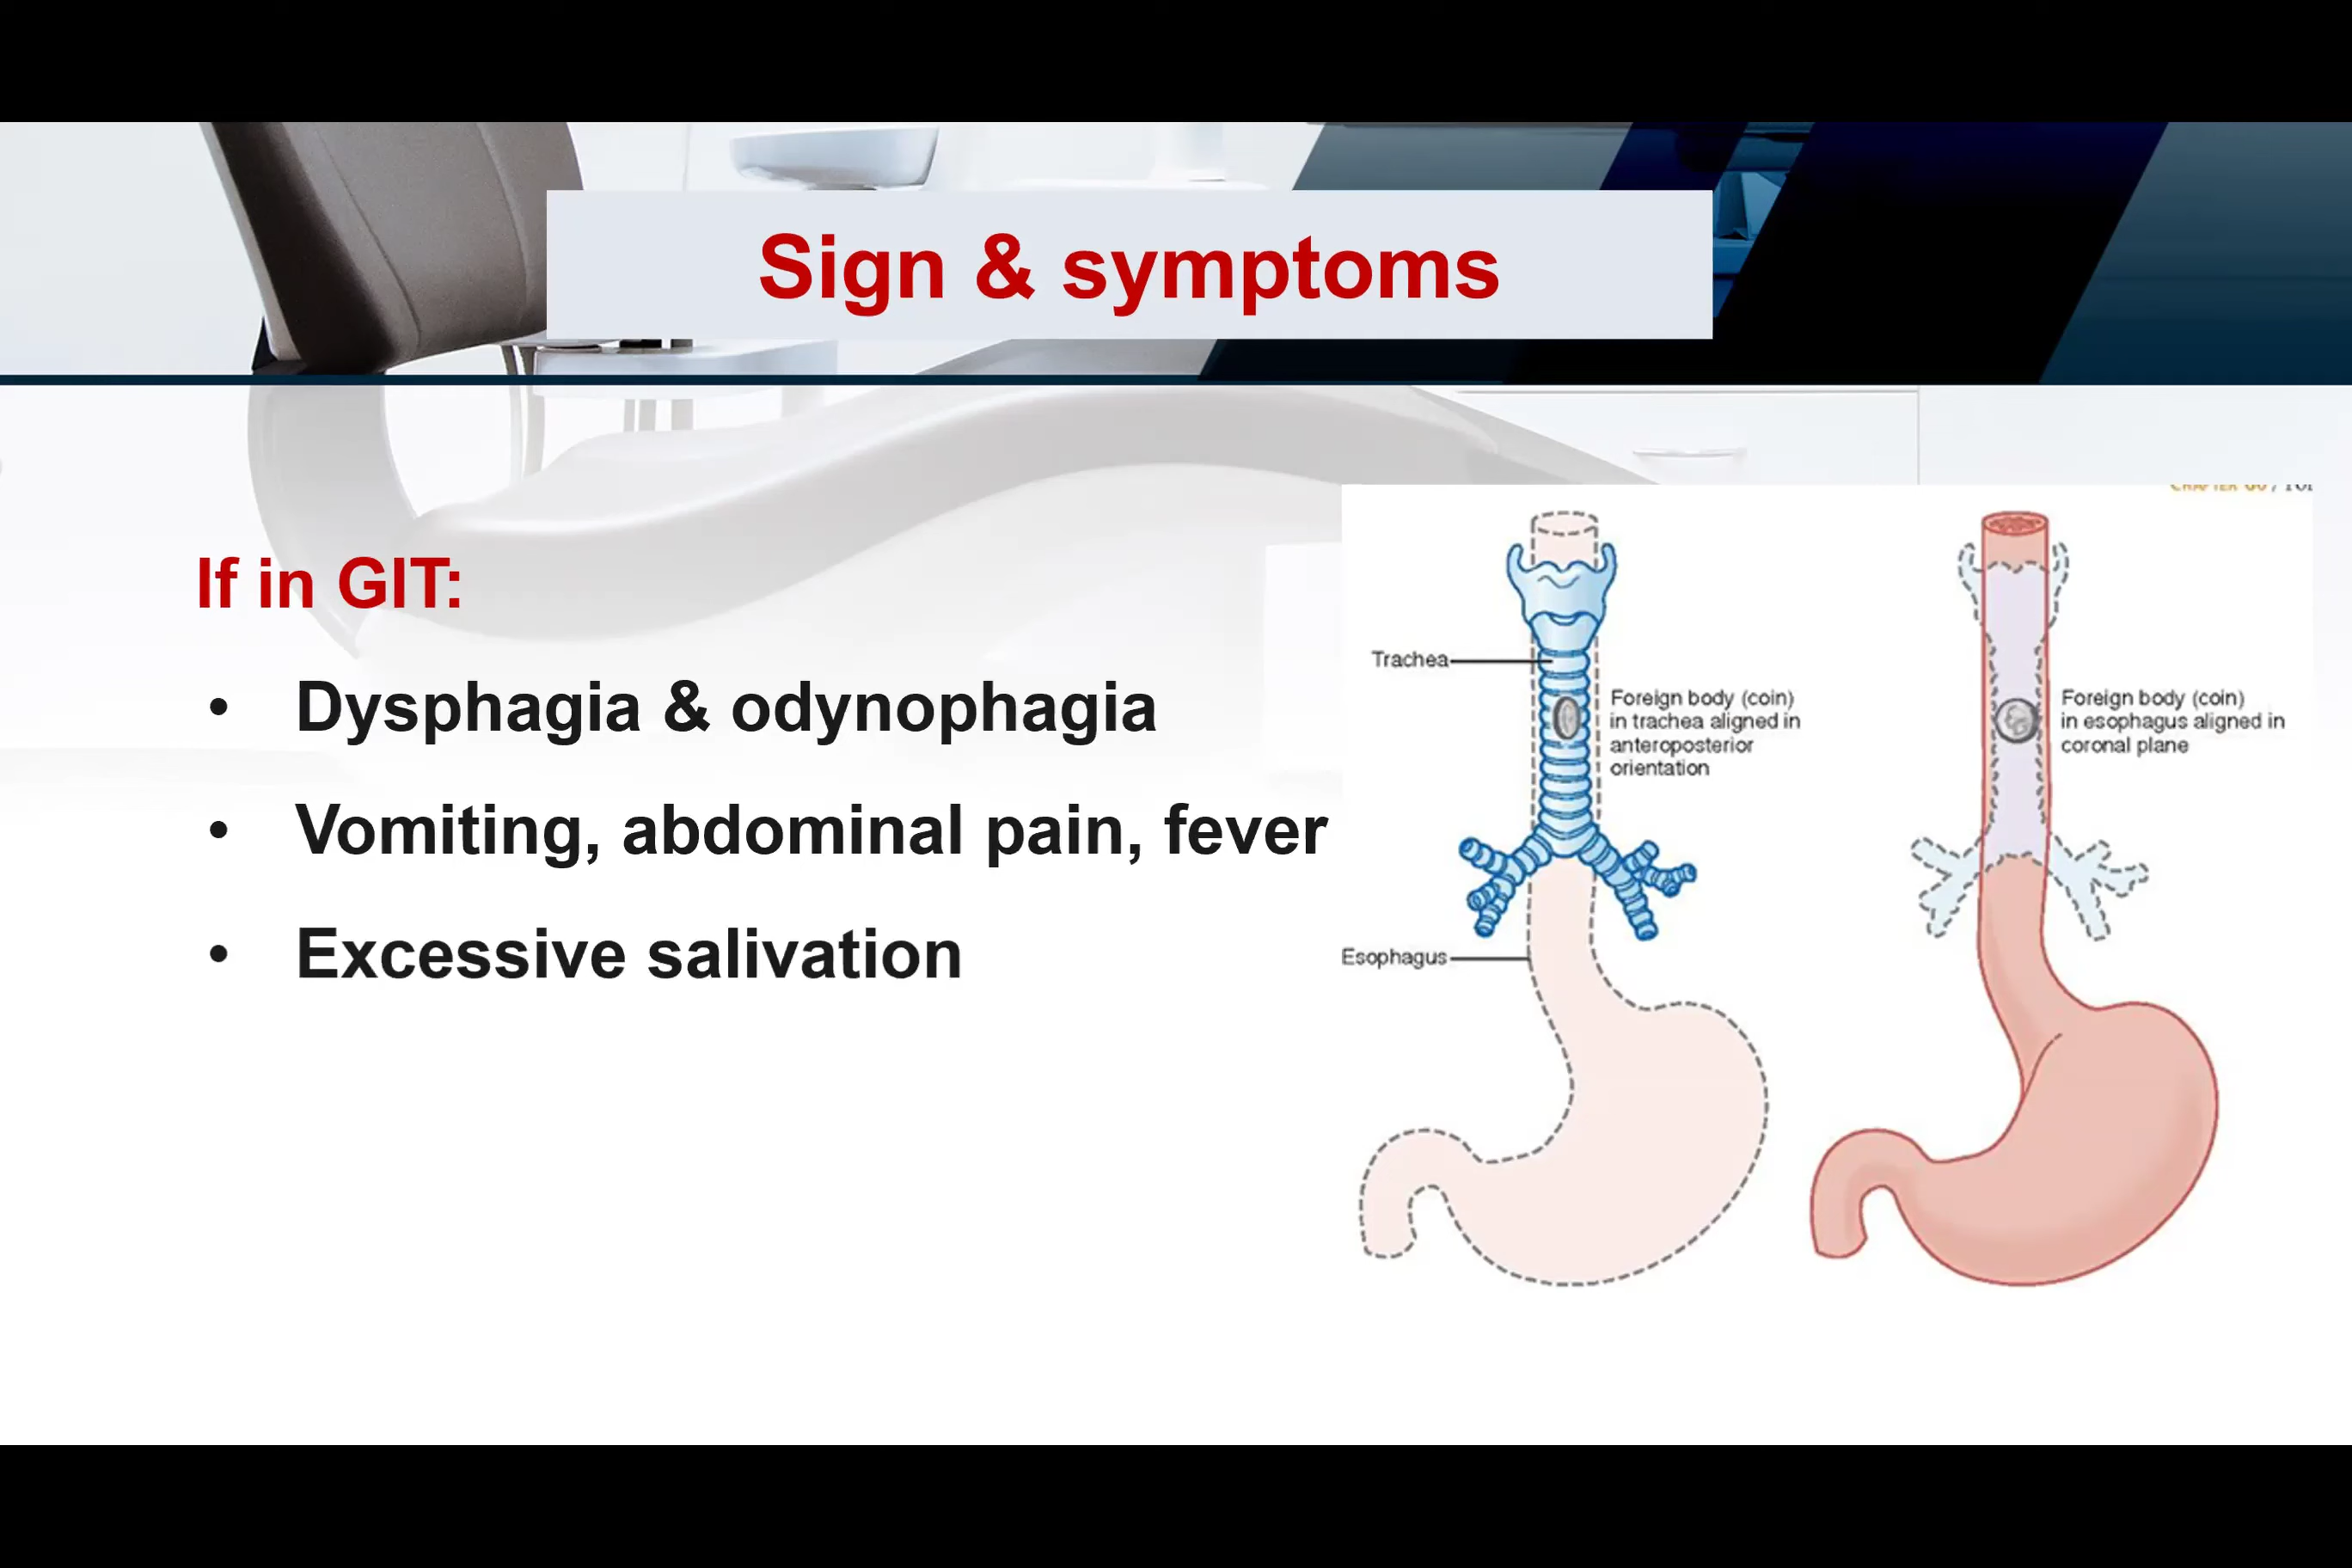 Sign & symptoms
If in GIT:
• Dysphagia & odynophagia
• Vomiting, abdominal pain, fever
• Excessive salivation
Trachea
Foreign body (coin)
in trachea aligned in
anteroposterior
orientation
Esophagus
Foreign body (coin)
in esophagus aligned in
coronal plane